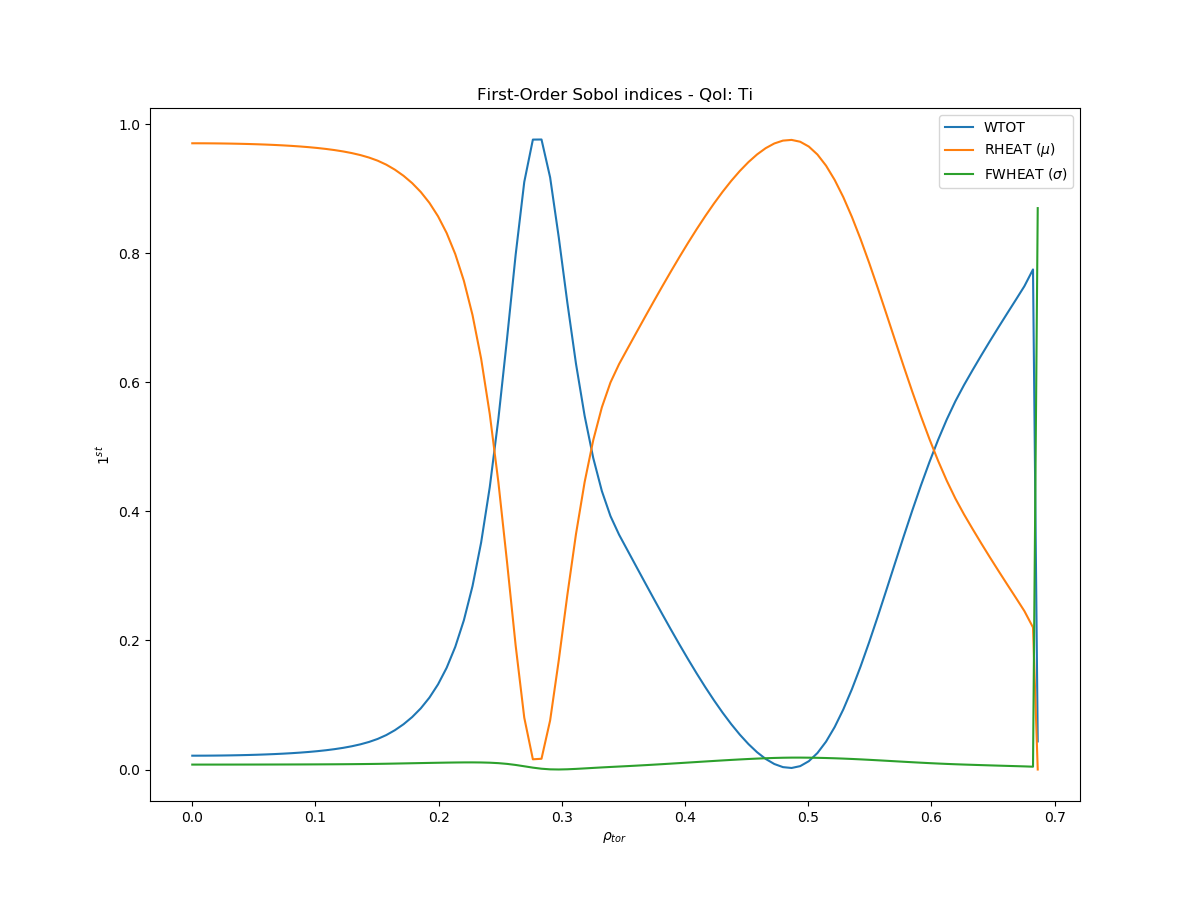 First-Order Sobol indices - QoI: Ti
WTOT
RHEAT (μ)
FWHEAT (σ)
1.0
0.8
0.6
0.4
0.2
0.0
1^{st}
0.0 0.1 0.2 0.3 0.4 0.5 0.6 0.7
ρ_{tor}